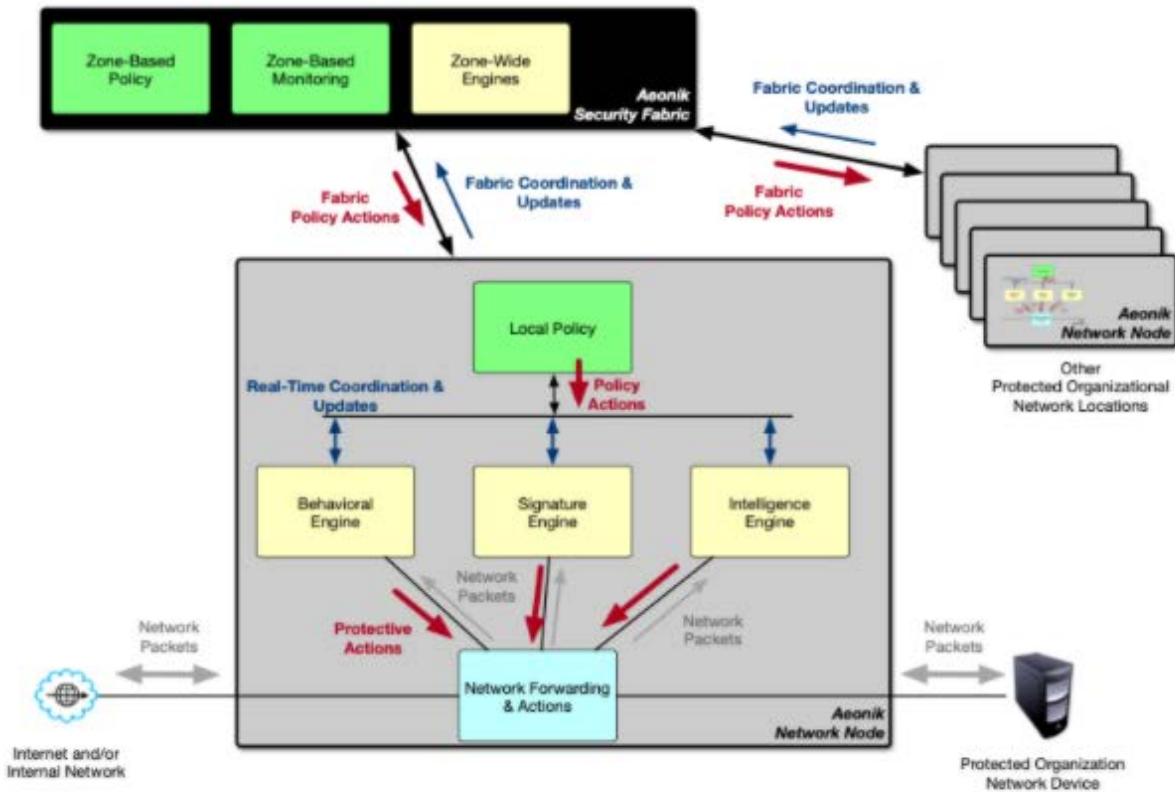 Zone-Based
Policy
Zone-Based
Monitoring
Zone-Wide
Engines
Aeonik
Security Fabric
Fabric Coordination &
Updates
Fabric
Policy Actions
Fabric Coordination &
Updates
Fabric
Policy Actions
Aeonik
Network Node
Other
Protected Organizational
Network Locations
Local Policy
Real-Time Coordination &
Updates
Policy
Actions
Behavioral
Engine
Signature
Engine
Intelligence
Engine
Network
Packets
Network
Packets
Protective
Actions
Network
Packets
Network
Packets
Network Forwarding
& Actions
Aeonik
Network Node
Internet and/or
Internal Network
Protected Organization
Network Device